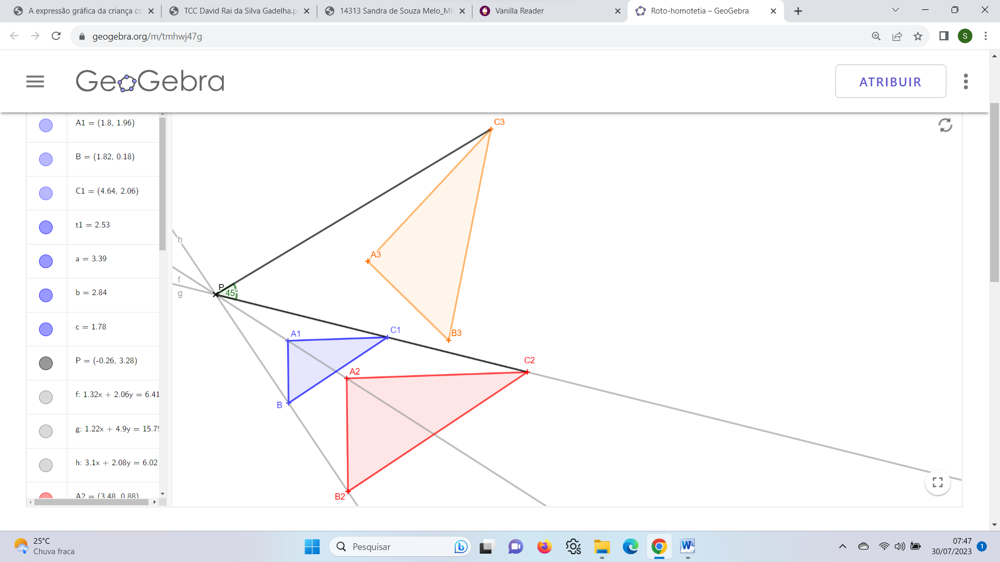 A expressão gráfica da criança co
TCC David Rai da Silva Gadelha.p
14313 Sandra de Souza Melo_MI
Vanilla Reader
Roto-homotetia – GeoGebra
geogebra.org/m/tmhwj47g
S
GeoGebra
ATRIBUIR
A1 = (1.8, 1.96)
B = (1.82, 0.18)
C1 = (4.64, 2.06)
t1 = 2.53
a = 3.39
b = 2.84
c = 1.78
P = (-0.26, 3.28)
f: 1.32x + 2.06y = 6.41
g: 1.22x + 4.9y = 15.75
h: 3.1x + 2.08y = 6.02
A2 = (3.48, 0.88)
C3
h
A3
f
P
45°
g
A1
C1
B3
C2
A2
B
B2
25°C
Chuva fraca
Pesquisar
07:47
30/07/2023
1